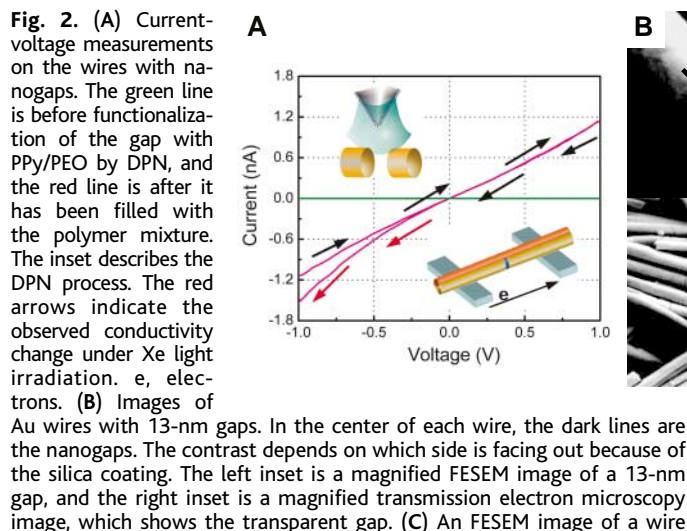 Fig. 2. (A) Current-
voltage measurements
on the wires with na-
nogaps. The green line
is before functionaliza-
tion of the gap with
PPy/PEO by DPN, and
the red line is after it
has been filled with
the polymer mixture.
The inset describes the
DPN process. The red
arrows indicate the
observed conductivity
change under Xe light
irradiation. e, elec-
trons. (B) Images of
Au wires with 13-nm gaps. In the center of each wire, the dark lines are
the nanogaps. The contrast depends on which side is facing out because of
the silica coating. The left inset is a magnified FESEM image of a 13-nm
gap, and the right inset is a magnified transmission electron microscopy
image, which shows the transparent gap. (C) An FESEM image of a wire
A
Current (nA)
1.8
1.2
0.6
0.0
-0.6
-1.2
-1.8
e
-1.0 -0.5 0.0 0.5 1.0
Voltage (V)
B